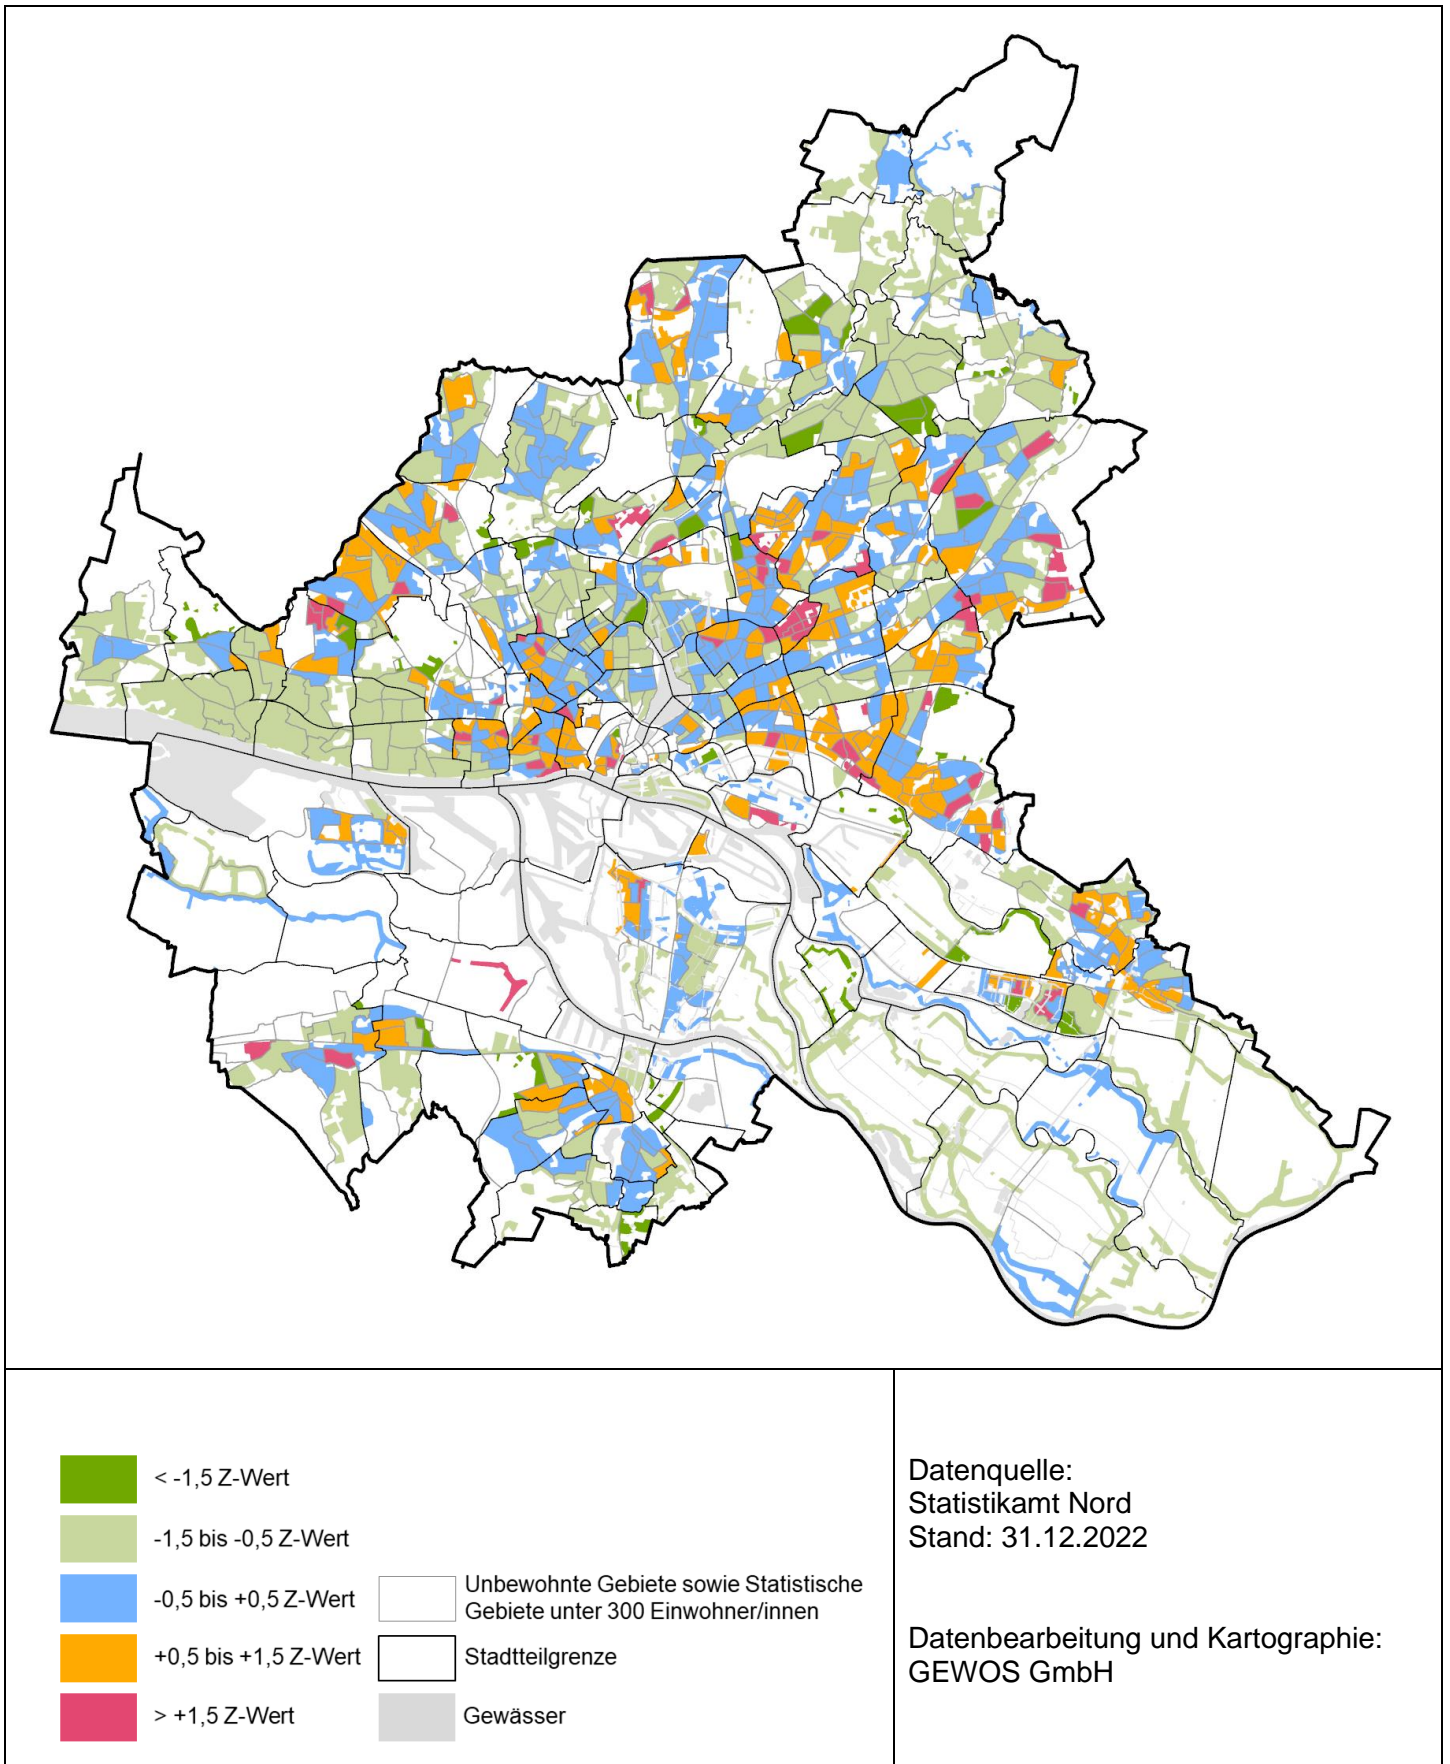 < -1,5 Z-Wert
-1,5 bis -0,5 Z-Wert
-0,5 bis +0,5 Z-Wert
+0,5 bis +1,5 Z-Wert
> +1,5 Z-Wert
Unbewohnte Gebiete sowie Statistische
Gebiete unter 300 Einwohner/innen
Stadtteilgrenze
Gewässer
Datenquelle:
Statistikamt Nord
Stand: 31.12.2022
Datenbearbeitung und Kartographie:
GEWOS GmbH